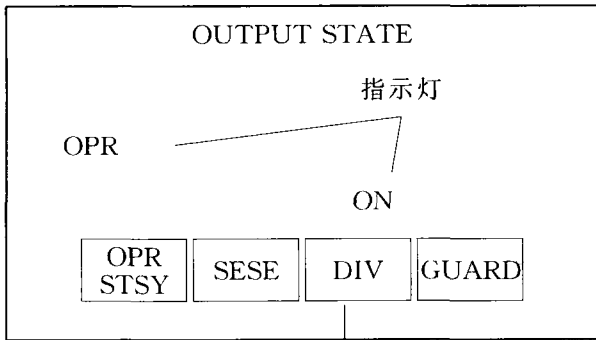 OUTPUT STATE
指示灯
OPR
ON
OPR
STSY
SESE
DIV
GUARD